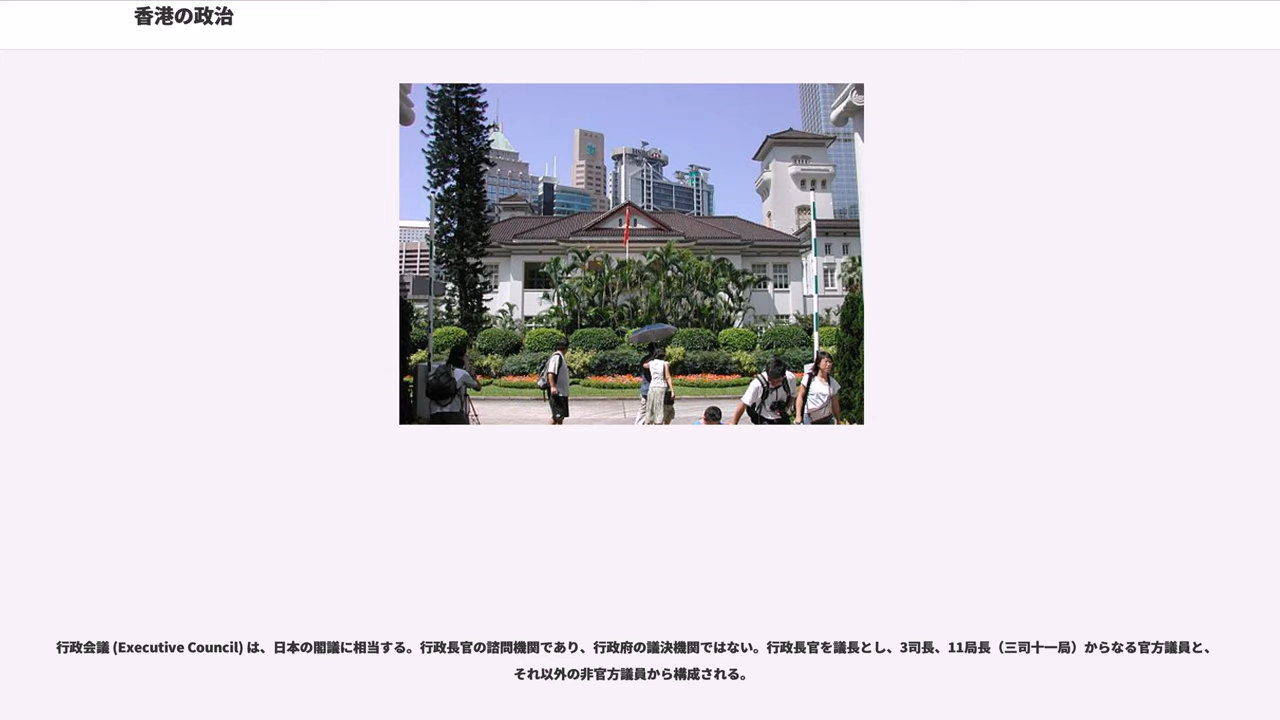 香港の政治
行政会議 (Executive Council) は、日本の閣議に相当する。行政長官の諮問機関であり、行政府の議決機関ではない。行政長官を議長とし、3司長、11局長（三司十一局）からなる官方議員と、
それ以外の非官方議員から構成される。